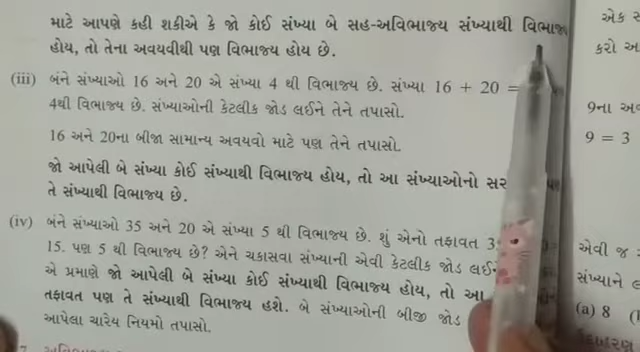 માટે આપણે કહી શકીએ કે જો કોઈ સંખ્યા બે સહ-અવિભાજ્ય સંખ્યાથી વિભાજ્ય
હોય, તો તેના અવયવીથી પણ વિભાજ્ય હોય છે.
(iii) બંને સંખ્યાઓ 16 અને 20 એ સંખ્યા 4 થી વિભાજ્ય છે. સંખ્યા 16 + 20 =
4થી વિભાજ્ય છે. સંખ્યાઓની કેટલીક જોડ લઈને તેને તપાસો.
16 અને 20ના બીજા સામાન્ય અવયવો માટે પણ તેને તપાસો.
જો આપેલી બે સંખ્યા કોઈ સંખ્યાથી વિભાજ્ય હોય, તો આ સંખ્યાઓનો
તે સંખ્યાથી વિભાજ્ય છે.
(iv) બંને સંખ્યાઓ 35 અને 20 એ સંખ્યા 5 થી વિભાજ્ય છે. શું એનો તફાવત
15. પણ 5 થી વિભાજ્ય છે? એને ચકાસવા સંખ્યાની એવી કેટલીક જોડ
એ પ્રમાણે જો આપેલી બે સંખ્યા કોઈ સંખ્યાથી વિભાજ્ય હોય, તો આ
તફાવત પણ તે સંખ્યાથી વિભાજ્ય હશે. બે સંખ્યાઓની બીજી જોડ
આપેલા ચારેય નિયમો તપાસો.
એક
કરો
9ના
9 = 3
એવી જ
સંખ્યાને
(a) 8